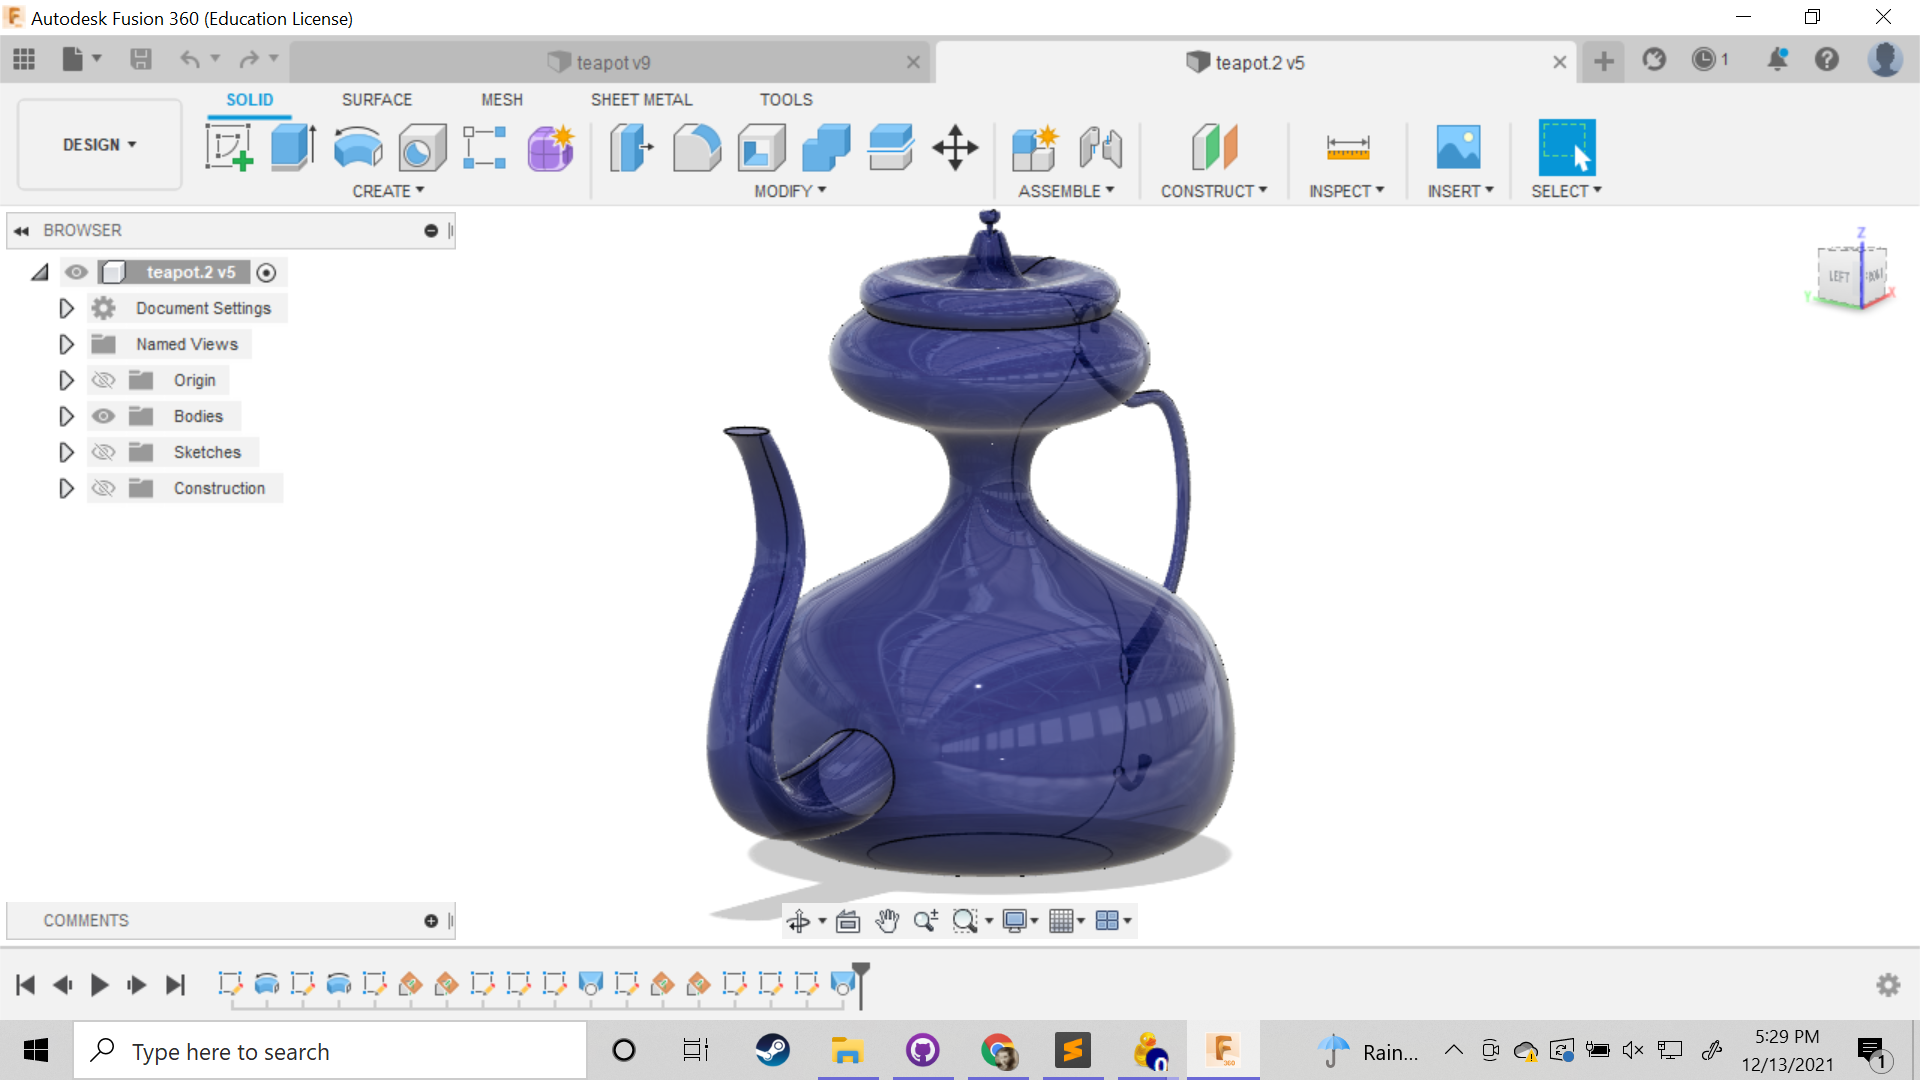 Autodesk Fusion 360 (Education License)
teapot v9
teapot.2 v5
1
SOLID
SURFACE
MESH
SHEET METAL
TOOLS
DESIGN
CREATE
MODIFY
ASSEMBLE
CONSTRUCT
INSPECT
INSERT
SELECT
BROWSER
teapot.2 v5
Document Settings
Named Views
Origin
Bodies
Sketches
Construction
Z
LEFT
Y
X
COMMENTS
Type here to search
Rain...
5:29 PM
12/13/2021
1